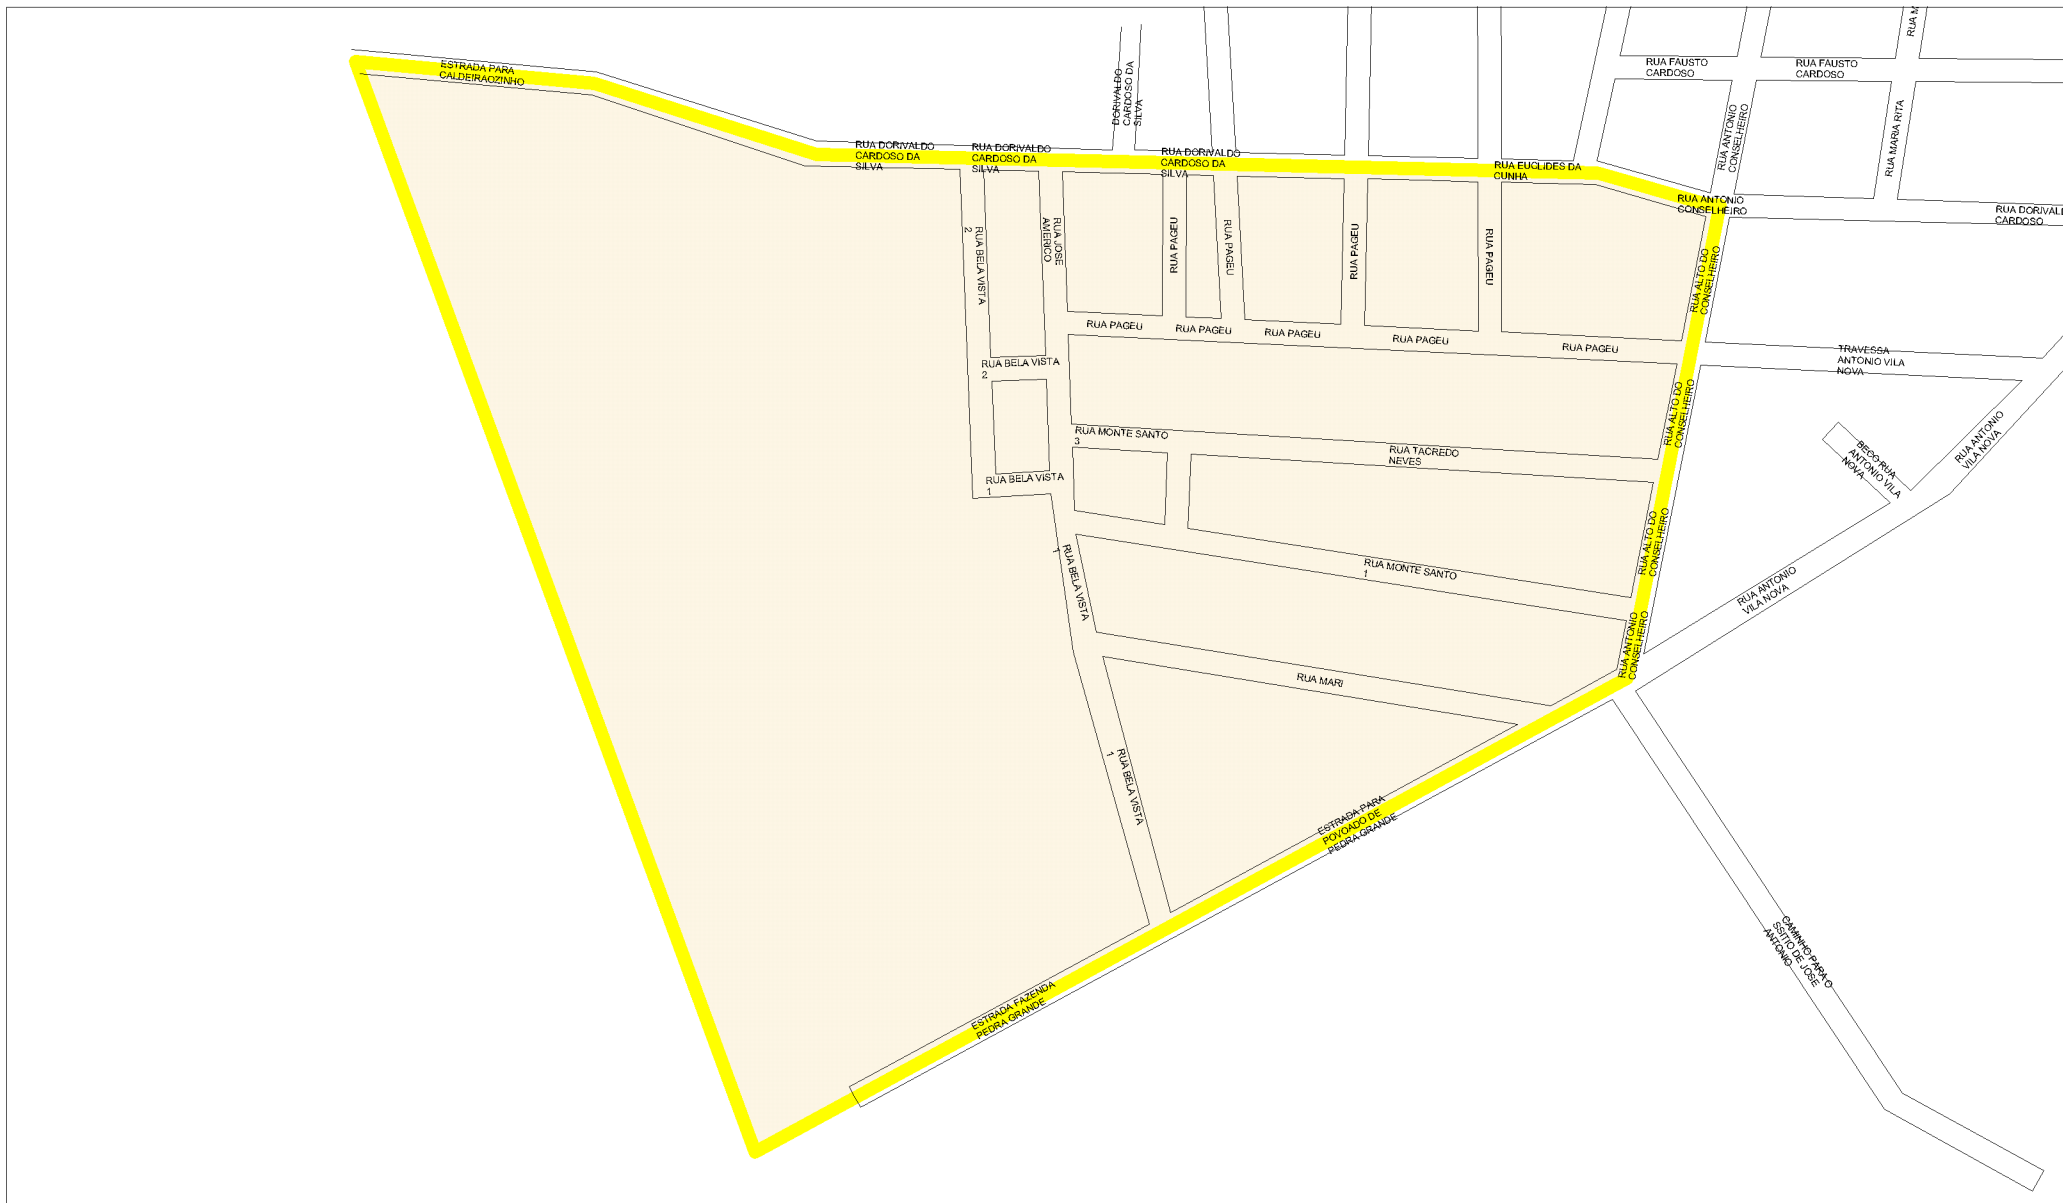 RUA M
ESTRADA PARA
CALDEIRAOZINHO
DORIVALDO
CARDOSO DA
SILVA
RUA FAUSTO
CARDOSO
RUA FAUSTO
CARDOSO
RUA ANTONIO
CONSELHEIRO
RUA MARIA RITA
RUA DORIVALDO
CARDOSO DA
SILVA
RUA DORIVALDO
CARDOSO DA
SILVA
RUA DORIVALDO
CARDOSO DA
SILVA
RUA EUCLIDES DA
CUNHA
RUA ANTONIO
CONSELHEIRO
RUA DORIVALD
CARDOSO
RUA BELA VISTA
2
RUA JOSE
AMERICO
RUA PAGEU
RUA PAGEU
RUA PAGEU
RUA PAGEU
RUA ALTO DO
CONSELHEIRO
RUA PAGEU
RUA PAGEU
RUA PAGEU
RUA PAGEU
RUA PAGEU
TRAVESSA
ANTONIO VILA
NOVA
RUA BELA VISTA
2
RUA ALTO DO
CONSELHEIRO
RUA MONTE SANTO
3
RUA TACREDO
NEVES
RUA ANTONIO
VILA NOVA
BECO RUA
ANTONIO VILA
NOVA
RUA BELA VISTA
1
RUA ALTO DO
CONSELHEIRO
RUA BELA VISTA
1
RUA MONTE SANTO
1
RUA ANTONIO
VILA NOVA
RUA ANTONIO
CONSELHEIRO
RUA MARI
RUA BELA VISTA
1
ESTRADA PARA
POVOADO DE
PEDRA GRANDE
CAMINHO PARA O
SSITIO DE JOSE
ANTONIO
ESTRADA FAZENDA
PEDRA GRANDE